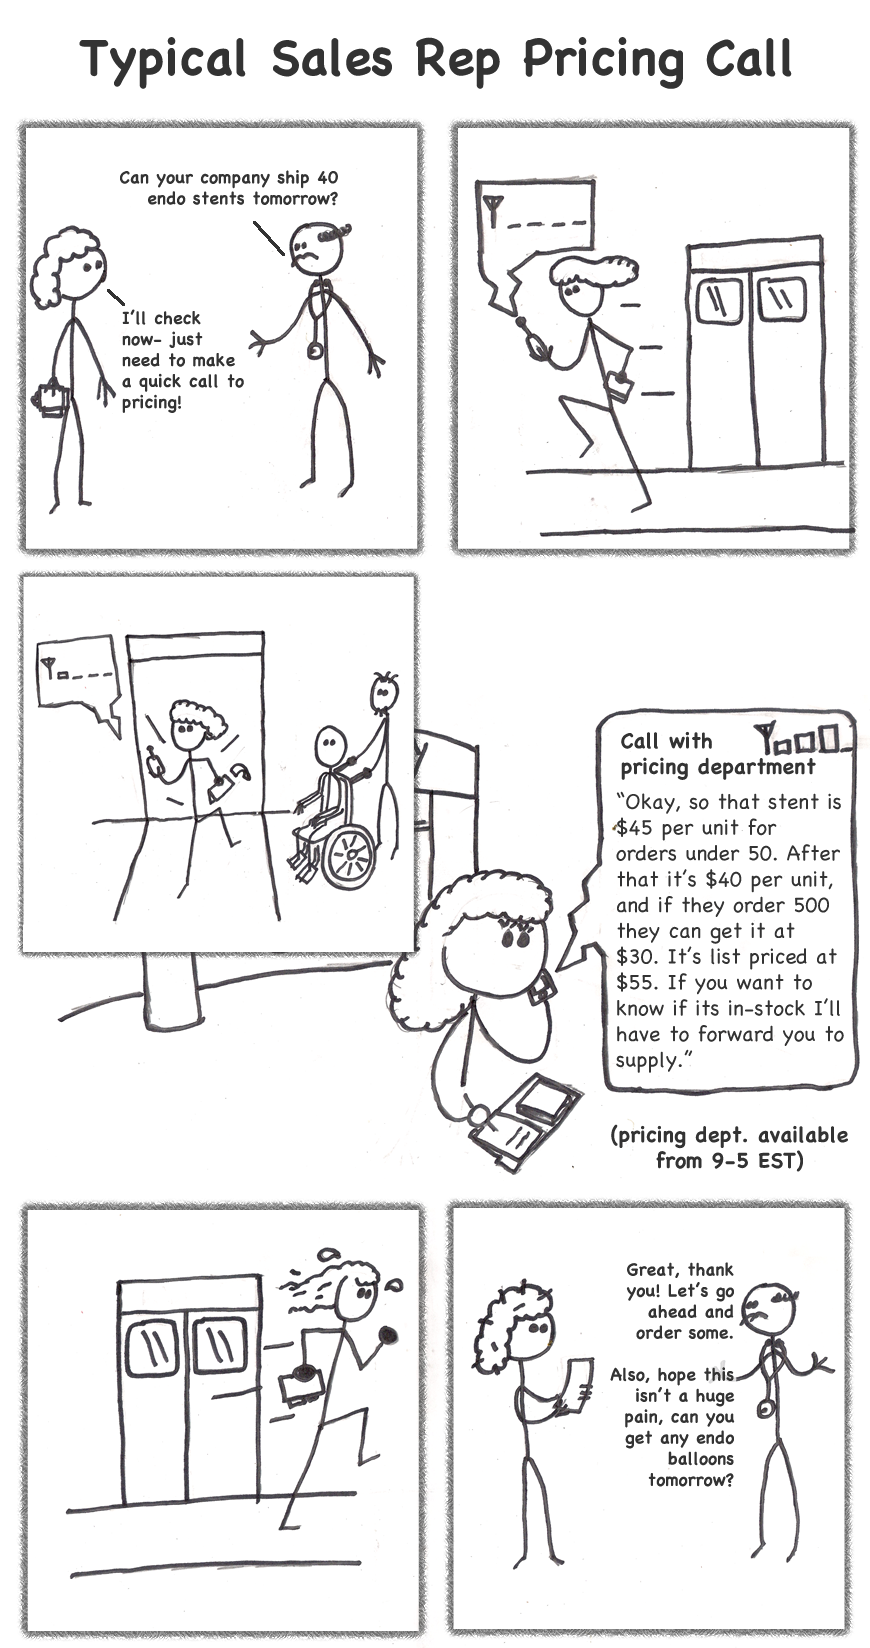 Typical Sales Rep Pricing Call
Can your company ship 40
endo stents tomorrow?
I'll check
now- just
need to make
a quick call to
pricing!
Call with
pricing department
"Okay, so that stent is
$45 per unit for
orders under 50. After
that it's $40 per unit,
and if they order 500
they can get it at
$30. It's list priced at
$55. If you want to
know if its in-stock I'll
have to forward you to
supply."
(pricing dept. available
from 9-5 EST)
Great, thank
you! Let's go
ahead and
order some.
Also, hope this
isn't a huge
pain, can you
get any endo
balloons
tomorrow?